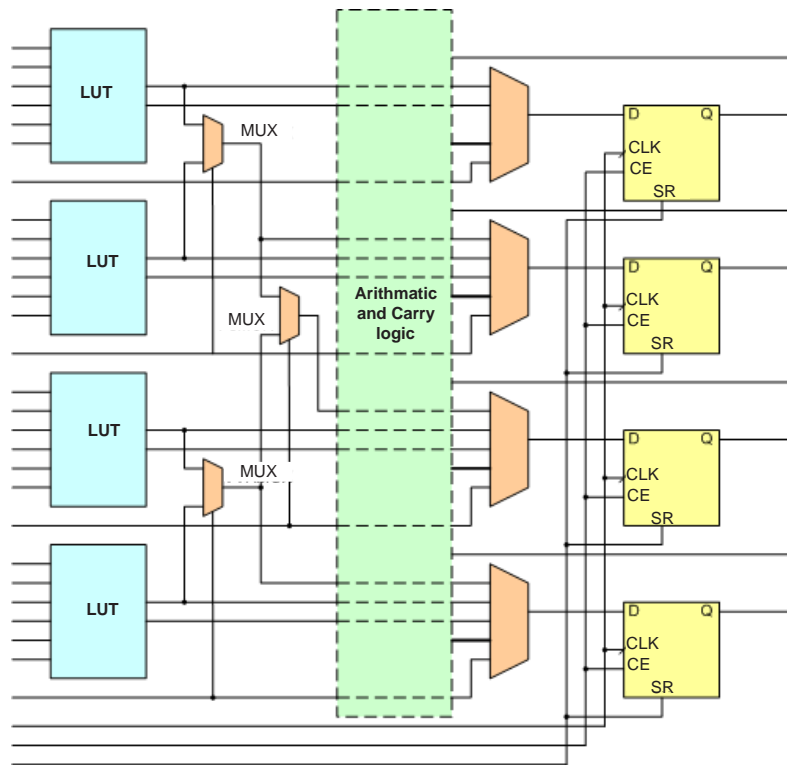 LUT
MUX
D Q
CLK
CE
SR
LUT
MUX
Arithmatic
and Carry
logic
D Q
CLK
CE
SR
LUT
MUX
D Q
CLK
CE
SR
LUT
D Q
CLK
CE
SR